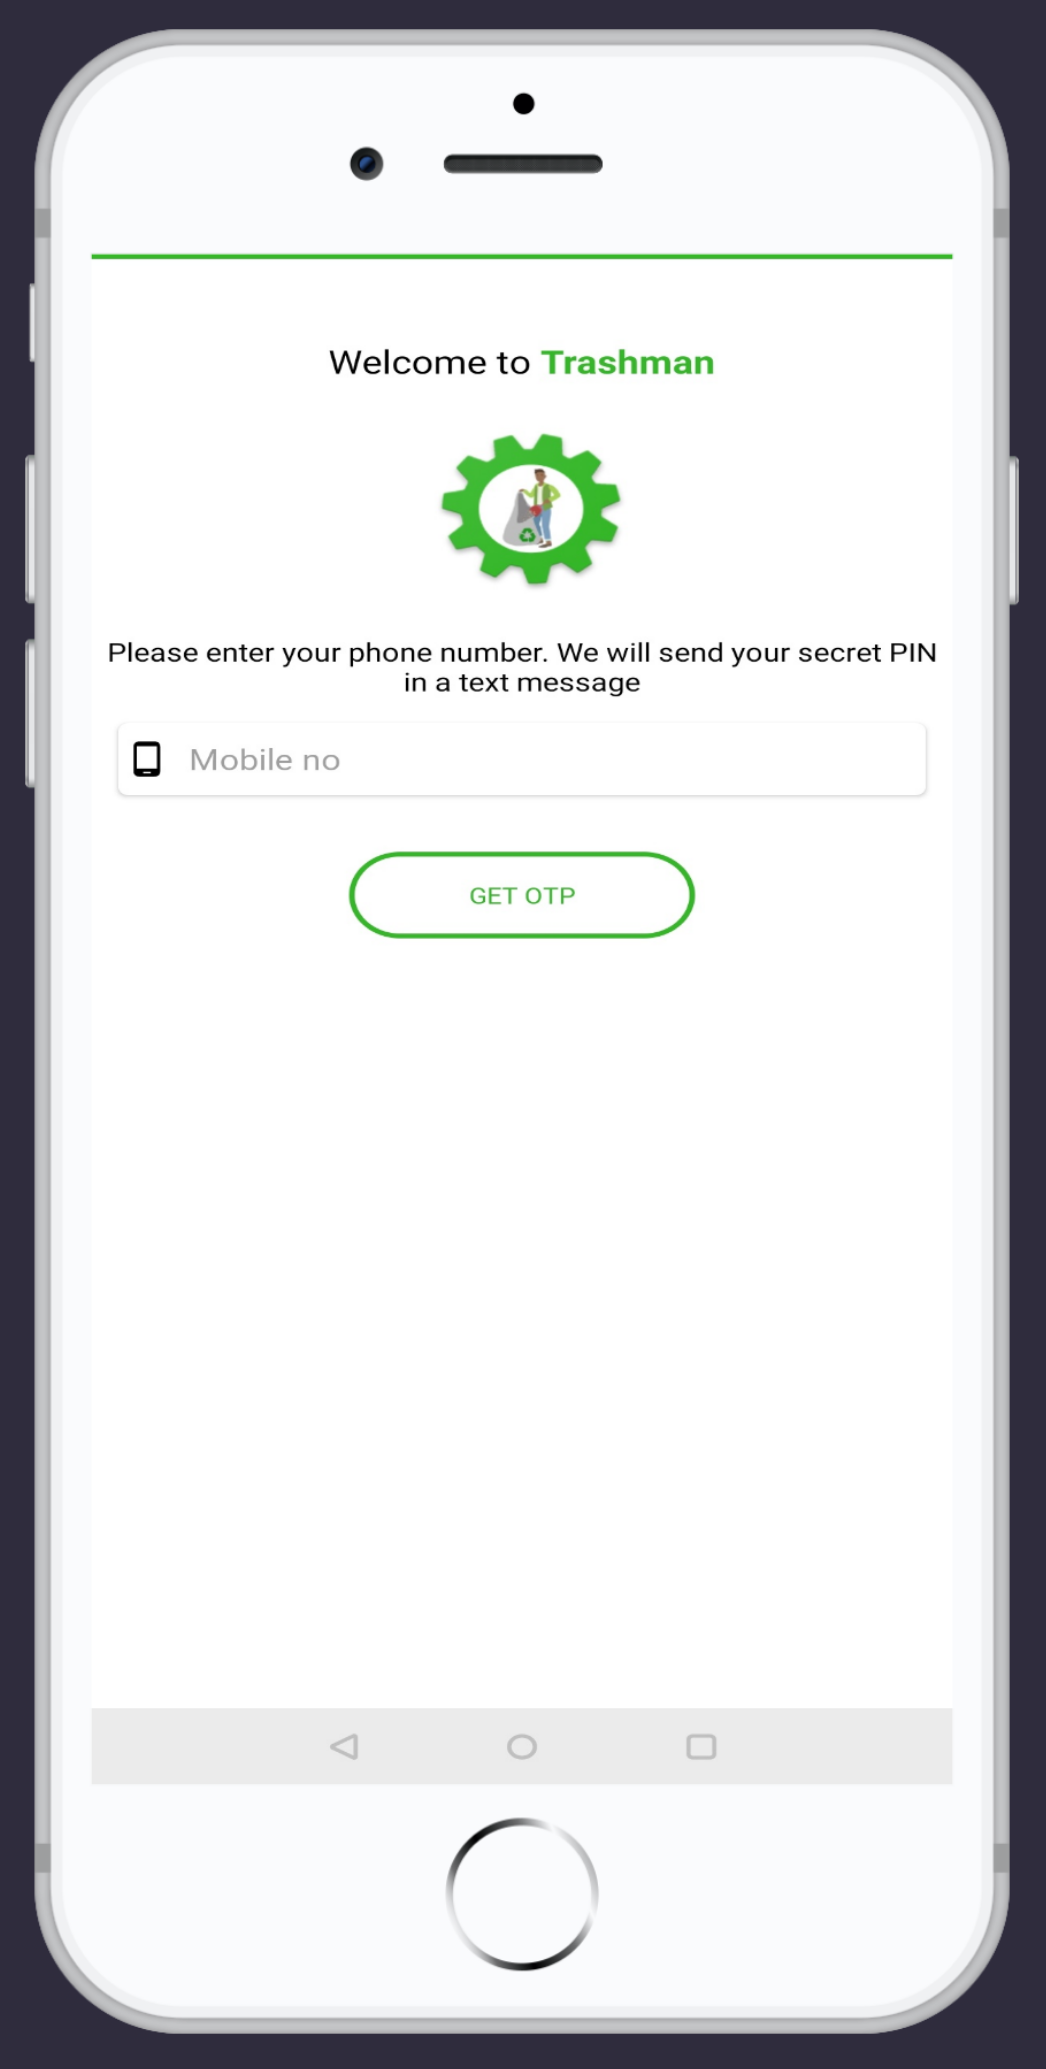 Welcome to Trashman
Please enter your phone number. We will send your secret PIN
in a text message
Mobile no
GET OTP